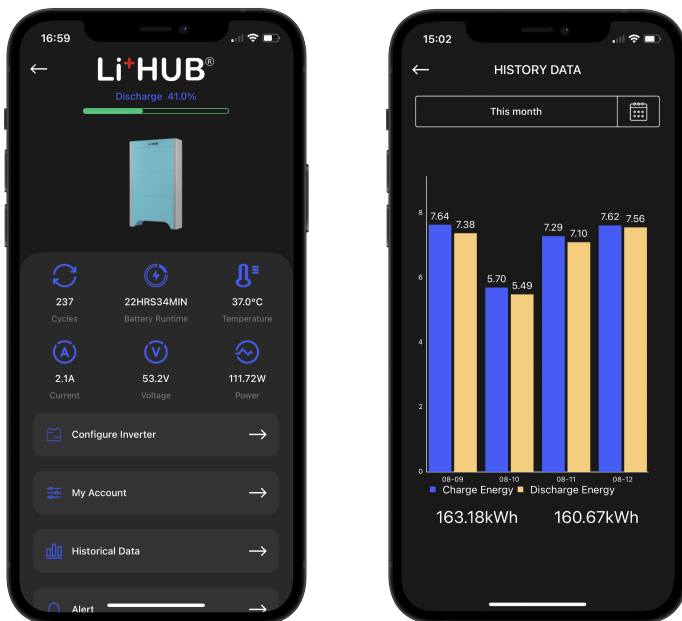 16:59
Li+HUB®
Discharge 41.0%
237
22HRS34MIN
37.0°C
Cycles
Battery Runtime
Temperature
A
V
2.1A
53.2V
111.72W
Current
Voltage
Power
Configure Inverter
My Account
Historical Data
Alert
15:02
HISTORY DATA
This month
8
6
4
2
0
7.64
7.38
5.70
5.49
7.29
7.10
7.62
7.56
08-09
08-10
08-11
08-12
Charge Energy
Discharge Energy
163.18kWh
160.67kWh